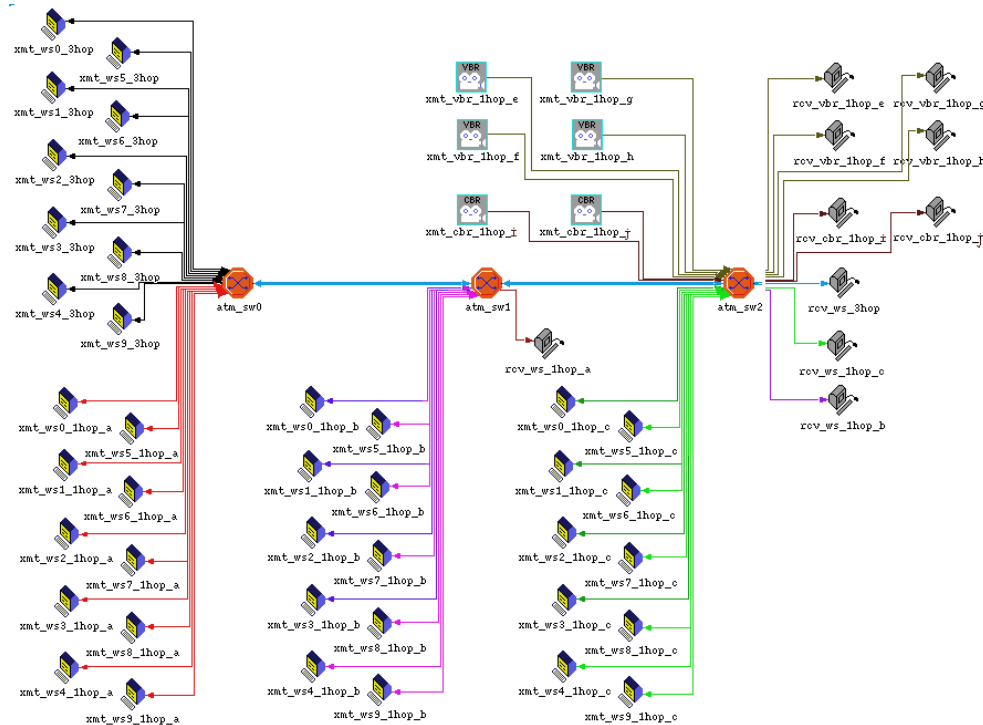 xmt_ws0_3hop
xmt_ws5_3hop
xmt_ws1_3hop
xmt_ws6_3hop
xmt_ws2_3hop
xmt_ws7_3hop
xmt_ws3_3hop
xmt_ws8_3hop
xmt_ws4_3hop
xmt_ws9_3hop
atm_sw0
VBR
xmt_vbr_1hop_e
VBR
xmt_vbr_1hop_g
VBR
xmt_vbr_1hop_f
VBR
xmt_vbr_1hop_h
CBR
xmt_cbr_1hop_i
CBR
xmt_cbr_1hop_j
rcv_vbr_1hop_e
rcv_vbr_1hop_g
rcv_vbr_1hop_f
rcv_vbr_1hop_h
rcv_cbr_1hop_i
rcv_cbr_1hop_j
atm_sw1
atm_sw2
rcv_ws_3hop
rcv_ws_1hop_a
rcv_ws_1hop_c
rcv_ws_1hop_b
xmt_ws0_1hop_a
xmt_ws5_1hop_a
xmt_ws1_1hop_a
xmt_ws6_1hop_a
xmt_ws2_1hop_a
xmt_ws7_1hop_a
xmt_ws3_1hop_a
xmt_ws8_1hop_a
xmt_ws4_1hop_a
xmt_ws9_1hop_a
xmt_ws0_1hop_b
xmt_ws5_1hop_b
xmt_ws1_1hop_b
xmt_ws6_1hop_b
xmt_ws2_1hop_b
xmt_ws7_1hop_b
xmt_ws3_1hop_b
xmt_ws8_1hop_b
xmt_ws4_1hop_b
xmt_ws9_1hop_b
xmt_ws0_1hop_c
xmt_ws5_1hop_c
xmt_ws1_1hop_c
xmt_ws6_1hop_c
xmt_ws2_1hop_c
xmt_ws7_1hop_c
xmt_ws3_1hop_c
xmt_ws8_1hop_c
xmt_ws4_1hop_c
xmt_ws9_1hop_c